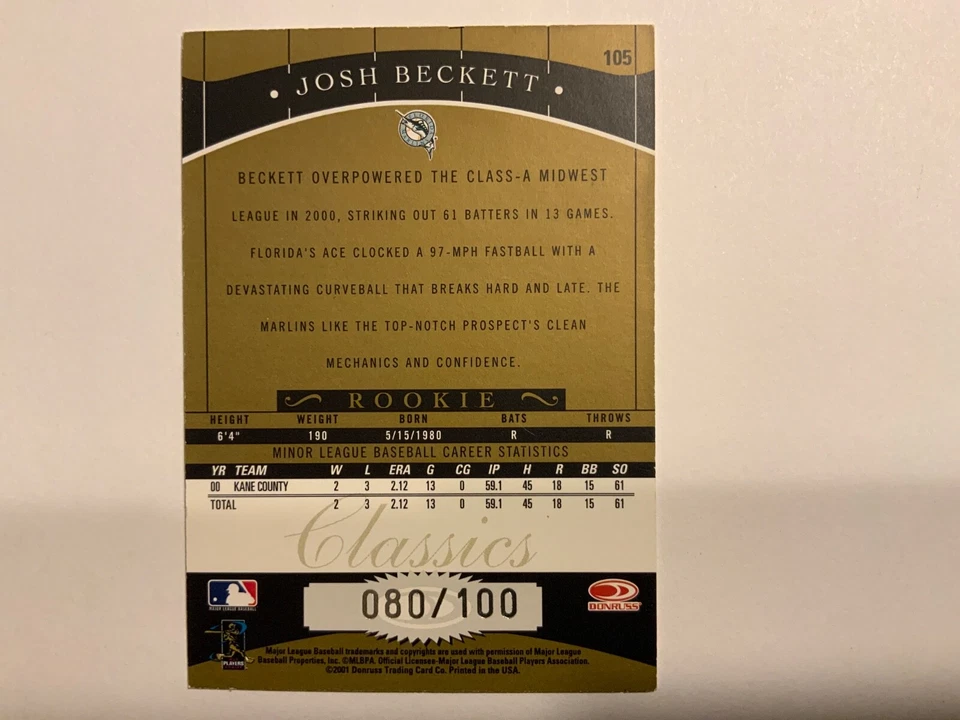 105
• JOSH BECKETT •
BECKETT OVERPOWERED THE CLASS-A MIDWEST
LEAGUE IN 2000, STRIKING OUT 61 BATTERS IN 13 GAMES.
FLORIDA'S ACE CLOCKED A 97-MPH FASTBALL WITH A
DEVASTATING CURVEBALL THAT BREAKS HARD AND LATE. THE
MARLINS LIKE THE TOP-NOTCH PROSPECT'S CLEAN
MECHANICS AND CONFIDENCE.
ROOKIE
HEIGHT WEIGHT BORN BATS THROWS
6'4" 190 5/15/1980 R R
MINOR LEAGUE BASEBALL CAREER STATISTICS
YR TEAM W L ERA G CG IP H R BB SO
00 KANE COUNTY 2 3 2.12 13 0 59.1 45 18 15 61
TOTAL 2 3 2.12 13 0 59.1 45 18 15 61
Classics
080/100
MAJOR LEAGUE BASEBALL
DONRUSS
PLAYERS
Major League Baseball trademarks and copyrights are used with permission of Major League
Baseball Properties, Inc. ©MLBPA. Official Licensee-Major League Baseball Players Association.
©2001 Donruss Trading Card Co. Printed in the USA.